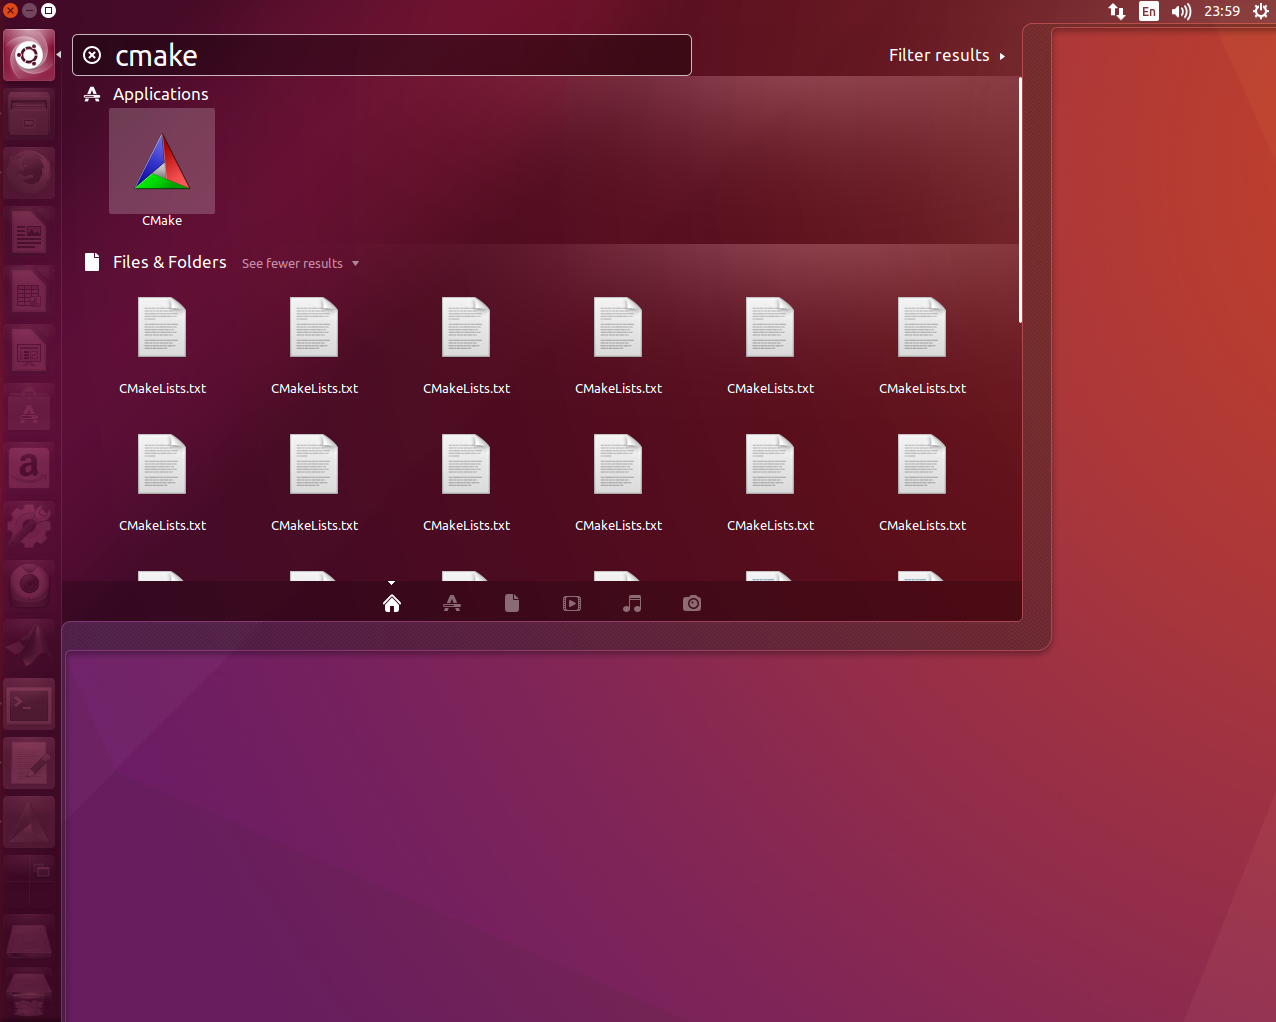 En 23:59
cmake
Filter results
Applications
CMake
Files & Folders See fewer results
CMakeLists.txt CMakeLists.txt CMakeLists.txt CMakeLists.txt CMakeLists.txt CMakeLists.txt
CMakeLists.txt CMakeLists.txt CMakeLists.txt CMakeLists.txt CMakeLists.txt CMakeLists.txt
a